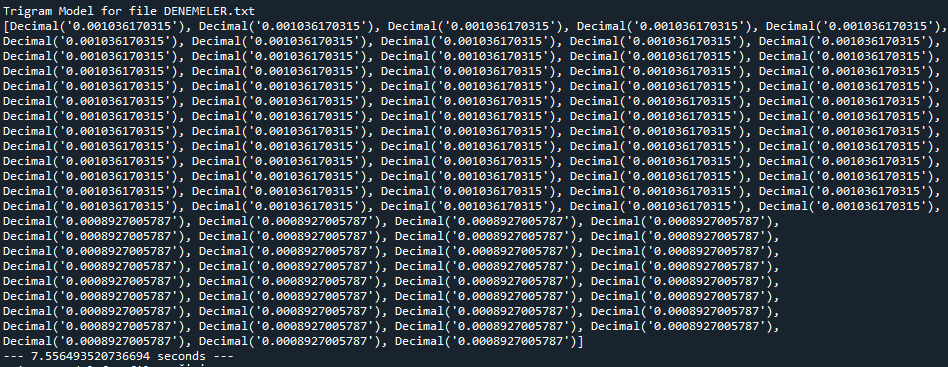 Trigram Model for file DENEMELER.txt
[Decimal('0.001036170315'), Decimal('0.001036170315'), Decimal('0.001036170315'), Decimal('0.001036170315'), Decimal('0.001036170315'),
Decimal('0.001036170315'), Decimal('0.001036170315'), Decimal('0.001036170315'), Decimal('0.001036170315'), Decimal('0.001036170315'),
Decimal('0.001036170315'), Decimal('0.001036170315'), Decimal('0.001036170315'), Decimal('0.001036170315'), Decimal('0.001036170315'),
Decimal('0.001036170315'), Decimal('0.001036170315'), Decimal('0.001036170315'), Decimal('0.001036170315'), Decimal('0.001036170315'),
Decimal('0.001036170315'), Decimal('0.001036170315'), Decimal('0.001036170315'), Decimal('0.001036170315'), Decimal('0.001036170315'),
Decimal('0.001036170315'), Decimal('0.001036170315'), Decimal('0.001036170315'), Decimal('0.001036170315'), Decimal('0.001036170315'),
Decimal('0.001036170315'), Decimal('0.001036170315'), Decimal('0.001036170315'), Decimal('0.001036170315'), Decimal('0.001036170315'),
Decimal('0.001036170315'), Decimal('0.001036170315'), Decimal('0.001036170315'), Decimal('0.001036170315'), Decimal('0.001036170315'),
Decimal('0.001036170315'), Decimal('0.001036170315'), Decimal('0.001036170315'), Decimal('0.001036170315'), Decimal('0.001036170315'),
Decimal('0.001036170315'), Decimal('0.001036170315'), Decimal('0.001036170315'), Decimal('0.001036170315'), Decimal('0.001036170315'),
Decimal('0.001036170315'), Decimal('0.001036170315'), Decimal('0.001036170315'), Decimal('0.001036170315'), Decimal('0.001036170315'),
Decimal('0.001036170315'), Decimal('0.001036170315'), Decimal('0.001036170315'), Decimal('0.001036170315'), Decimal('0.001036170315'),
Decimal('0.001036170315'), Decimal('0.001036170315'), Decimal('0.001036170315'), Decimal('0.001036170315'), Decimal('0.001036170315'),
Decimal('0.0008927005787'), Decimal('0.0008927005787'), Decimal('0.0008927005787'), Decimal('0.0008927005787'),
Decimal('0.0008927005787'), Decimal('0.0008927005787'), Decimal('0.0008927005787'), Decimal('0.0008927005787'),
Decimal('0.0008927005787'), Decimal('0.0008927005787'), Decimal('0.0008927005787'), Decimal('0.0008927005787'),
Decimal('0.0008927005787'), Decimal('0.0008927005787'), Decimal('0.0008927005787'), Decimal('0.0008927005787'),
Decimal('0.0008927005787'), Decimal('0.0008927005787'), Decimal('0.0008927005787'), Decimal('0.0008927005787'),
Decimal('0.0008927005787'), Decimal('0.0008927005787'), Decimal('0.0008927005787'), Decimal('0.0008927005787'),
Decimal('0.0008927005787'), Decimal('0.0008927005787'), Decimal('0.0008927005787'), Decimal('0.0008927005787'),
Decimal('0.0008927005787'), Decimal('0.0008927005787'), Decimal('0.0008927005787'), Decimal('0.0008927005787'),
Decimal('0.0008927005787'), Decimal('0.0008927005787'), Decimal('0.0008927005787')]
--- 7.556493520736694 seconds ---